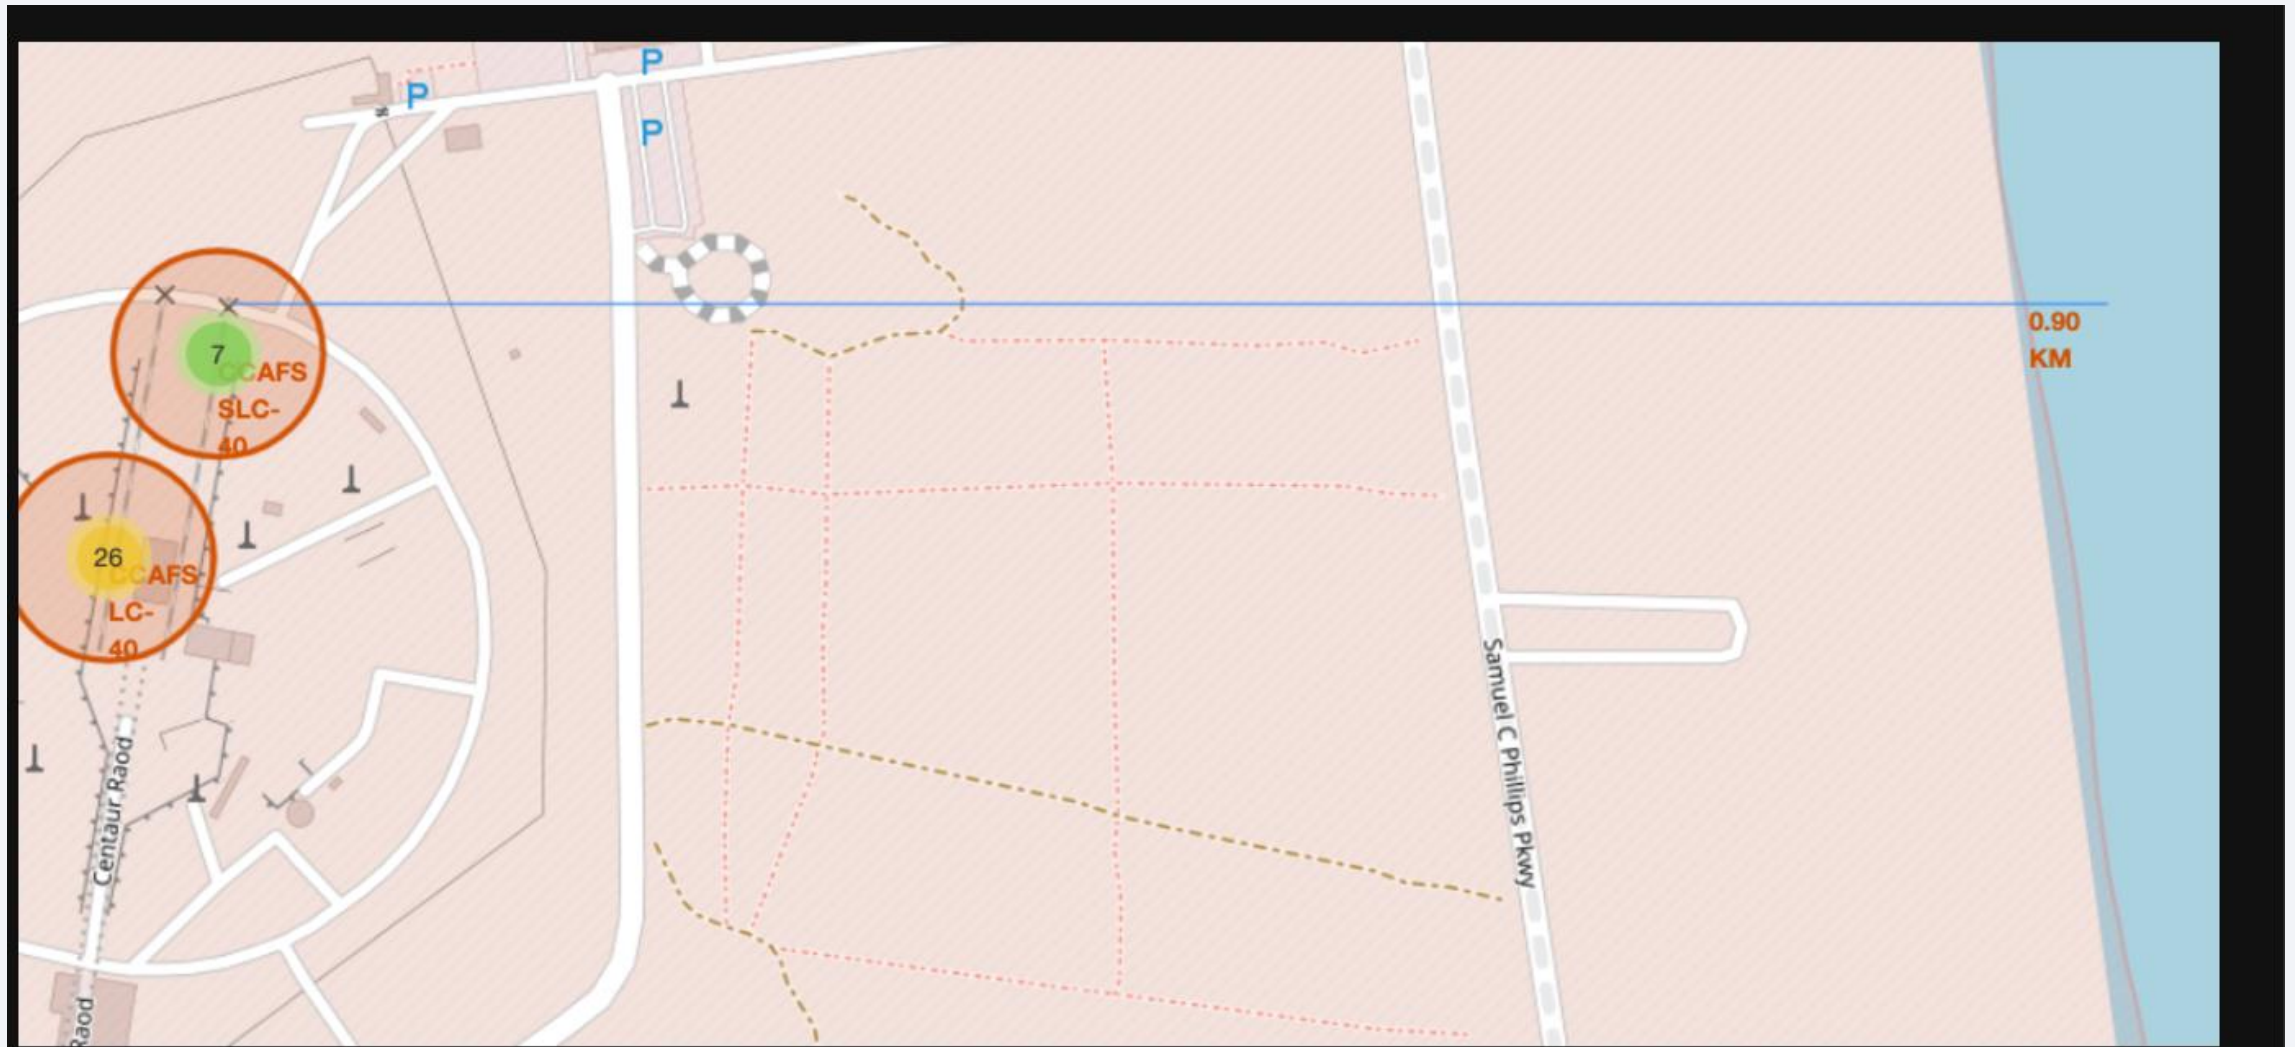 P
P
P
0.90
KM
7
CCAFS
SLC-
40
26
CCAFS
LC-
40
Samuel C Phillips Pkwy
Centaur Raod
Raod